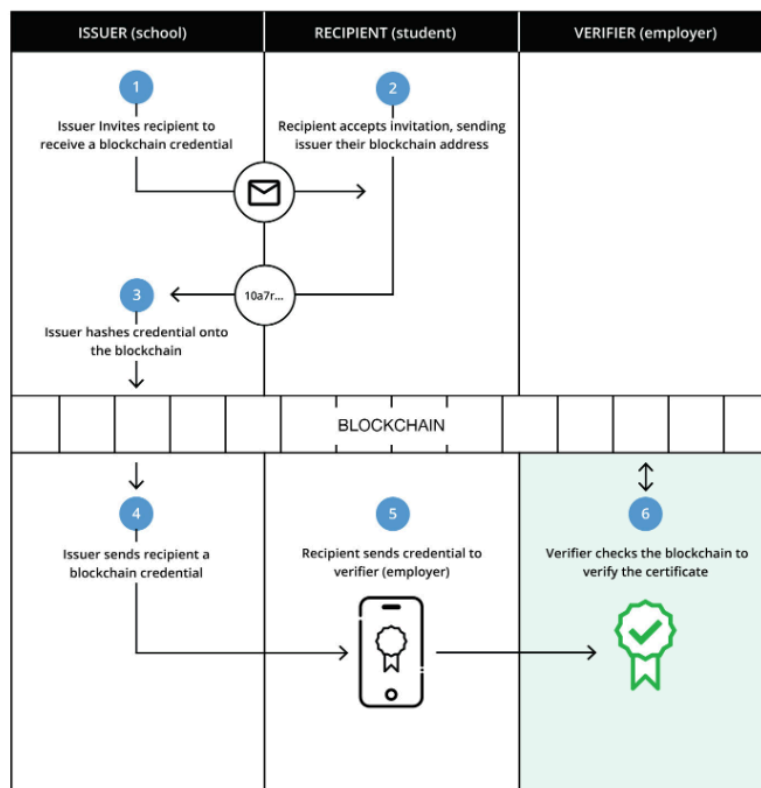 ISSUER (school)
RECIPIENT (student)
VERIFIER (employer)
1
Issuer Invites recipient to
receive a blockchain credential
2
Recipient accepts invitation, sending
issuer their blockchain address
10a7r...
3
Issuer hashes credential onto
the blockchain
BLOCKCHAIN
4
Issuer sends recipient a
blockchain credential
5
Recipient sends credential to
verifier (employer)
6
Verifier checks the blockchain to
verify the certificate